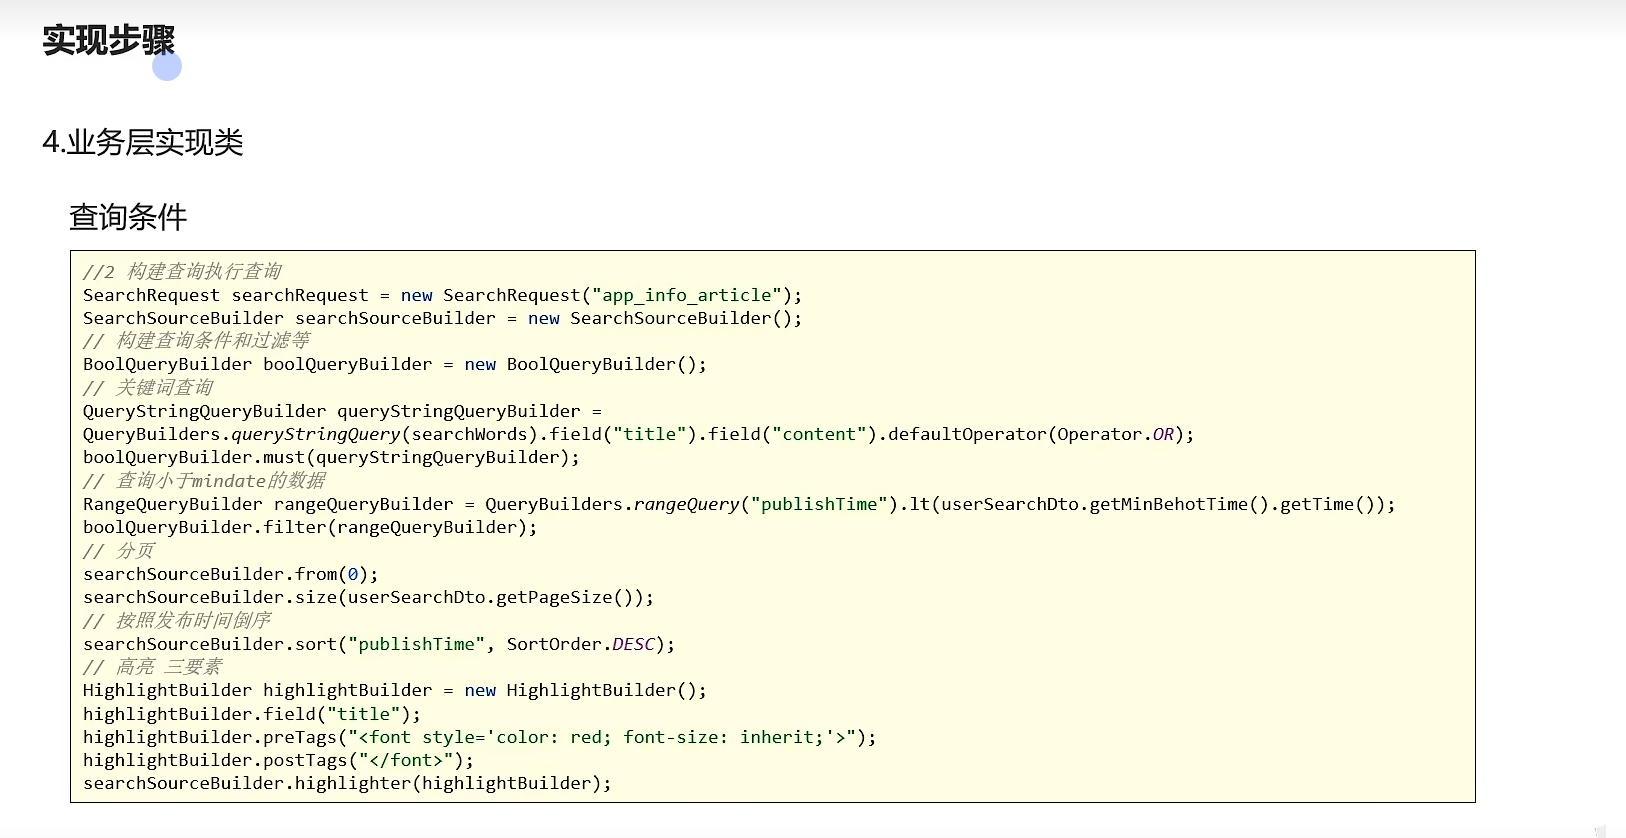 实现步骤
4.业务层实现类
查询条件
//2 构建查询执行查询
SearchRequest searchRequest = new SearchRequest("app_info_article");
SearchSourceBuilder searchSourceBuilder = new SearchSourceBuilder();
// 构建查询条件和过滤等
BoolQueryBuilder boolQueryBuilder = new BoolQueryBuilder();
// 关键词查询
QueryStringQueryBuilder queryStringQueryBuilder =
QueryBuilders.queryStringQuery(searchWords).field("title").field("content").defaultOperator(Operator.OR);
boolQueryBuilder.must(queryStringQueryBuilder);
// 查询小于mindate的数据
RangeQueryBuilder rangeQueryBuilder = QueryBuilders.rangeQuery("publishTime").lt(userSearchDto.getMinBehotTime().getTime());
boolQueryBuilder.filter(rangeQueryBuilder);
// 分页
searchSourceBuilder.from(0);
searchSourceBuilder.size(userSearchDto.getPageSize());
// 按照发布时间倒序
searchSourceBuilder.sort("publishTime", SortOrder.DESC);
// 高亮 三要素
HighlightBuilder highlightBuilder = new HighlightBuilder();
highlightBuilder.field("title");
highlightBuilder.preTags("<font style='color: red; font-size: inherit;'>");
highlightBuilder.postTags("</font>");
searchSourceBuilder.highlighter(highlightBuilder);